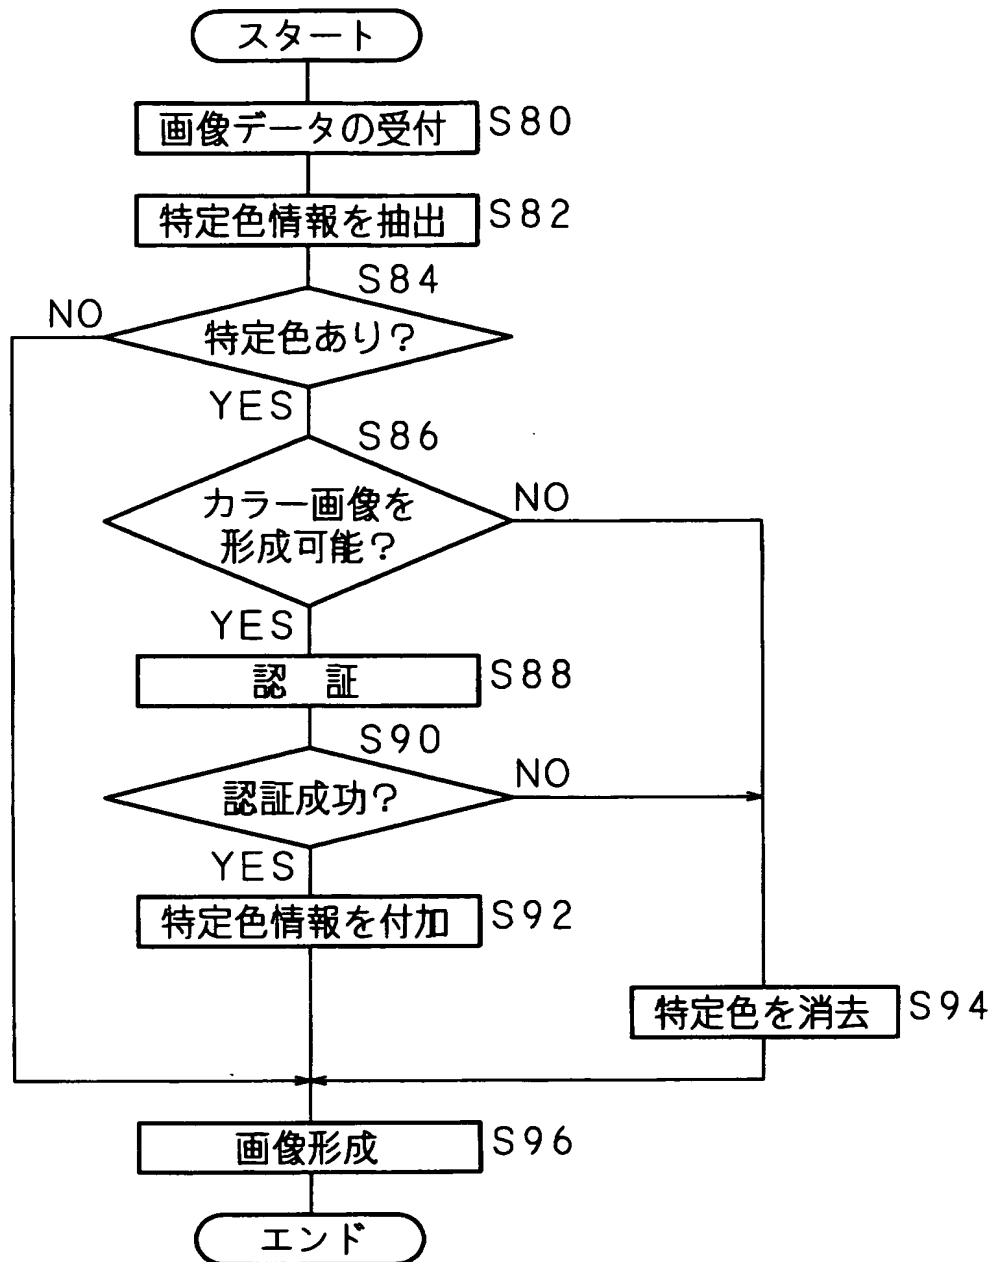 スタート
画像データの受付 S80
特定色情報を抽出 S82
S84
NO
特定色あり?
YES
S86
カラー画像を
形成可能?
NO
YES
認 証 S88
S90
認証成功?
NO
YES
特定色情報を付加 S92
特定色を消去 S94
画像形成 S96
エンド